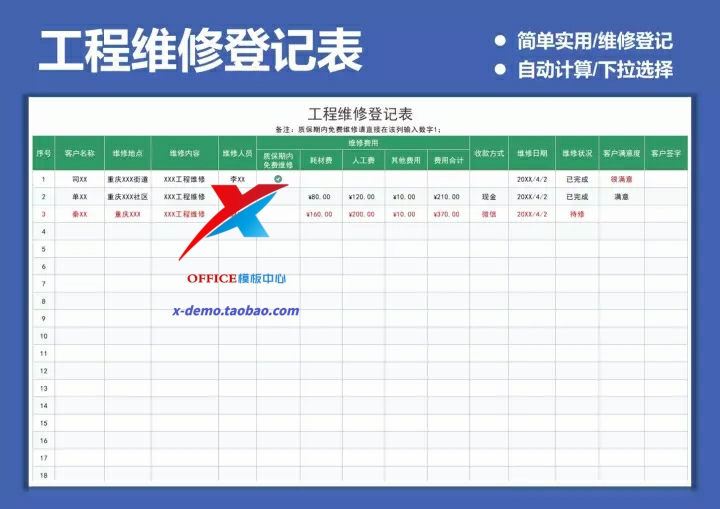 工程维修登记表
● 简单实用/维修登记
● 自动计算/下拉选择
工程维修登记表
备注: 质保期内免费维修请直接在该列输入数字1;
序号 客户名称 维修地点 维修内容 维修人员 维修费用 收款方式 维修日期 维修状况 客户满意度 客户签字
质保期内免费维修 耗材费 人工费 其他费用 费用合计
1 司XX 重庆XXX街道 XXX工程维修 李XX 20XX/4/2 已完成 很满意
2 单XX 重庆XXX社区 XXX工程维修 ¥80.00 ¥120.00 ¥10.00 ¥210.00 现金 20XX/4/2 已完成 满意
3 秦XX 重庆XXX XXX工程维修 ¥160.00 ¥200.00 ¥10.00 ¥370.00 微信 20XX/4/2 待修
4
5
6
7
8
9
10
11
12
13
14
15
16
17
18
OFFICE模版中心
x-demo.taobao.com